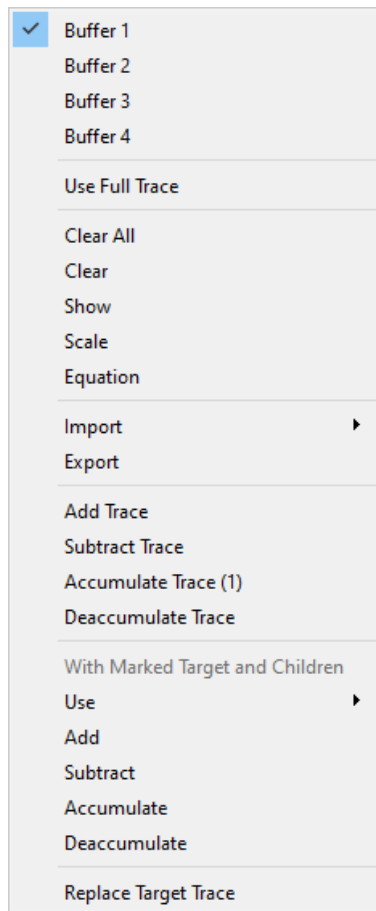 Buffer 1
Buffer 2
Buffer 3
Buffer 4
Use Full Trace
Clear All
Clear
Show
Scale
Equation
Import
Export
Add Trace
Subtract Trace
Accumulate Trace (1)
Deaccumulate Trace
With Marked Target and Children
Use
Add
Subtract
Accumulate
Deaccumulate
Replace Target Trace